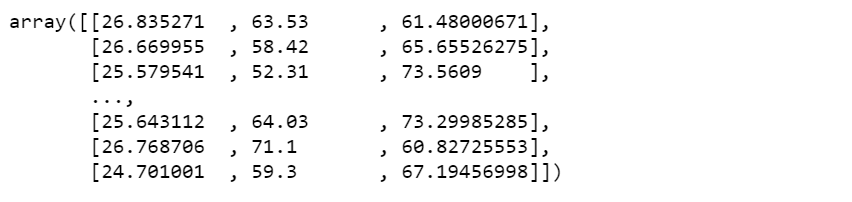 array([[26.835271  , 63.53      , 61.48000671],
       [26.669955  , 58.42      , 65.65526275],
       [25.579541  , 52.31      , 73.5609    ],
       ...,
       [25.643112  , 64.03      , 73.29985285],
       [26.768706  , 71.1       , 60.82725553],
       [24.701001  , 59.3       , 67.19456998]])